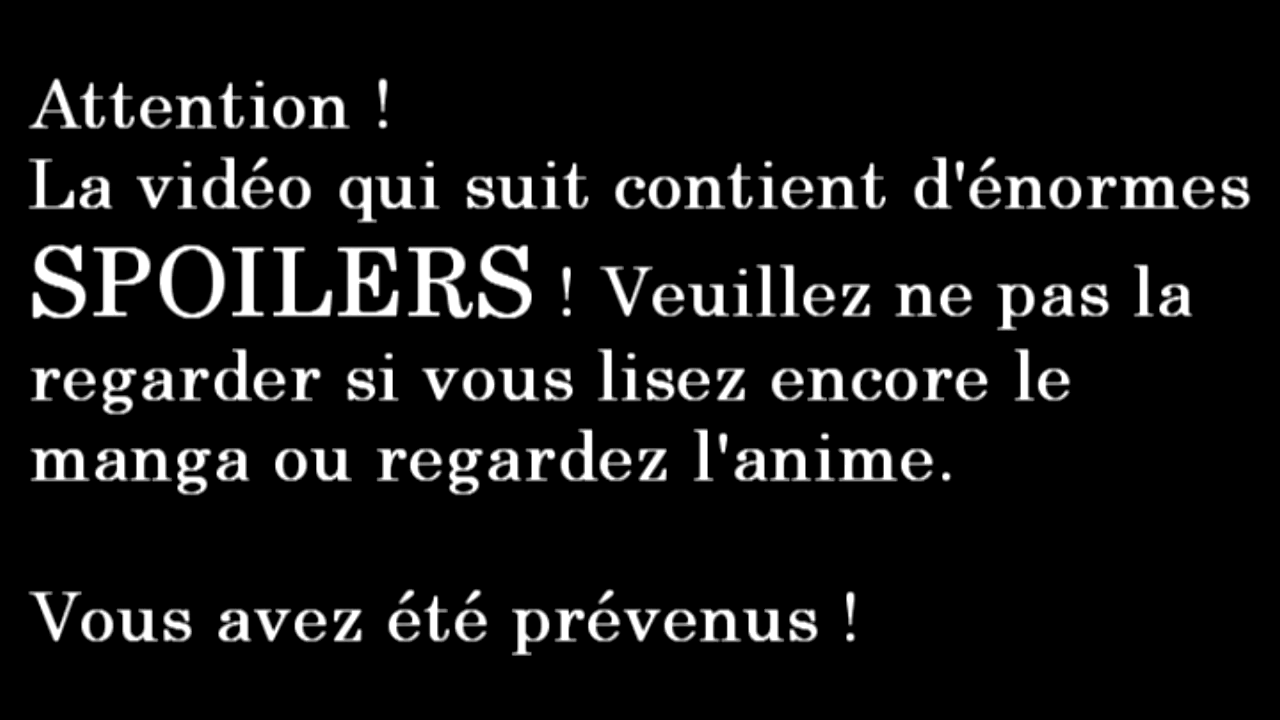 Attention !
La vidéo qui suit contient d'énormes
SPOILERS ! Veuillez ne pas la
regarder si vous lisez encore le
manga ou regardez l'anime.
Vous avez été prévenus !